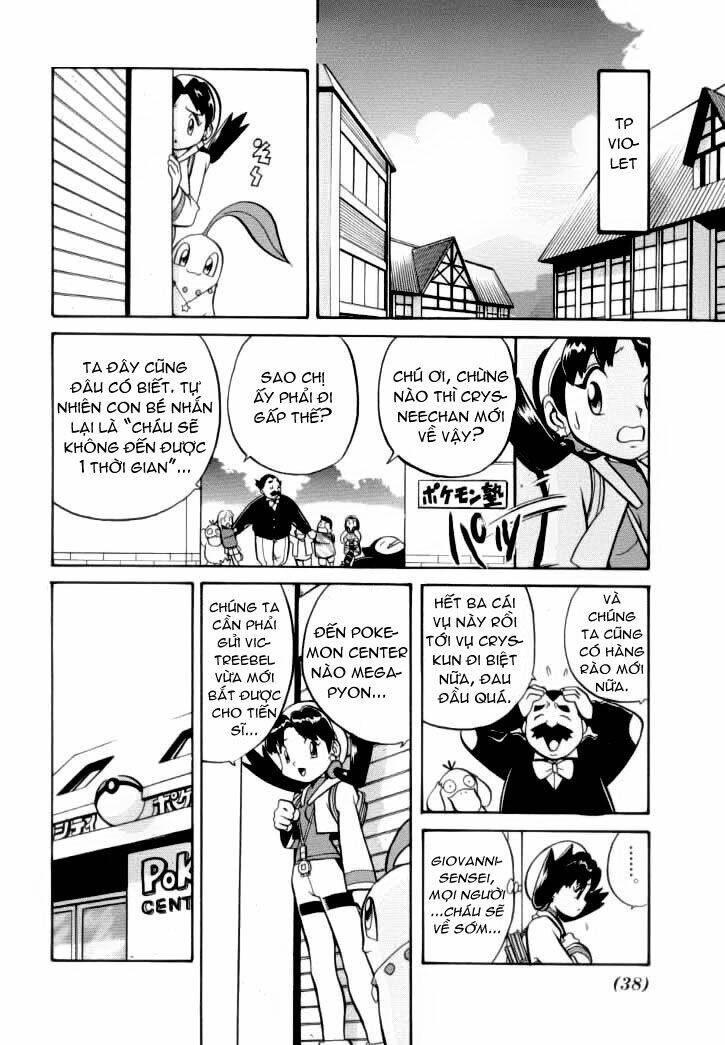 TP
VIO-
LET
CHÚ ƠI, CHỪNG
NÀO THÌ CRYS-
NEECHAN MỚI
VỀ VẬY?
SAO CHỊ
ẤY PHẢI ĐI
GẤP THẾ?
TA ĐÂY CŨNG
ĐÂU CÓ BIẾT. TỰ
NHIÊN CON BÉ NHẮN
LẠI LÀ "CHÁU SẼ
KHÔNG ĐẾN ĐƯỢC
1 THỜI GIAN"...
ポケモン塾
VÀ
CHÚNG
TA CŨNG
CÓ HÀNG
RÀO MỚI
NỮA.
HẾT BA CÁI
VỤ NÀY RỒI
TỚI VỤ CRYS-
KUN ĐI BIỆT
NỮA, ĐAU
ĐẦU QUÁ.
........
GIOVANNI-
SENSEI,
MỌI NGƯỜI
...CHÁU SẼ
VỀ SỚM...
ĐẾN POKE-
MON CENTER
NÀO MEGA-
PYON...
CHÚNG TA
CẦN PHẢI
GỬI VIC-
TREEBEL
VỪA MỚI
BẮT ĐƯỢC
CHO TIẾN
SĨ...
シティ ポケ
POK
CENT
(38)